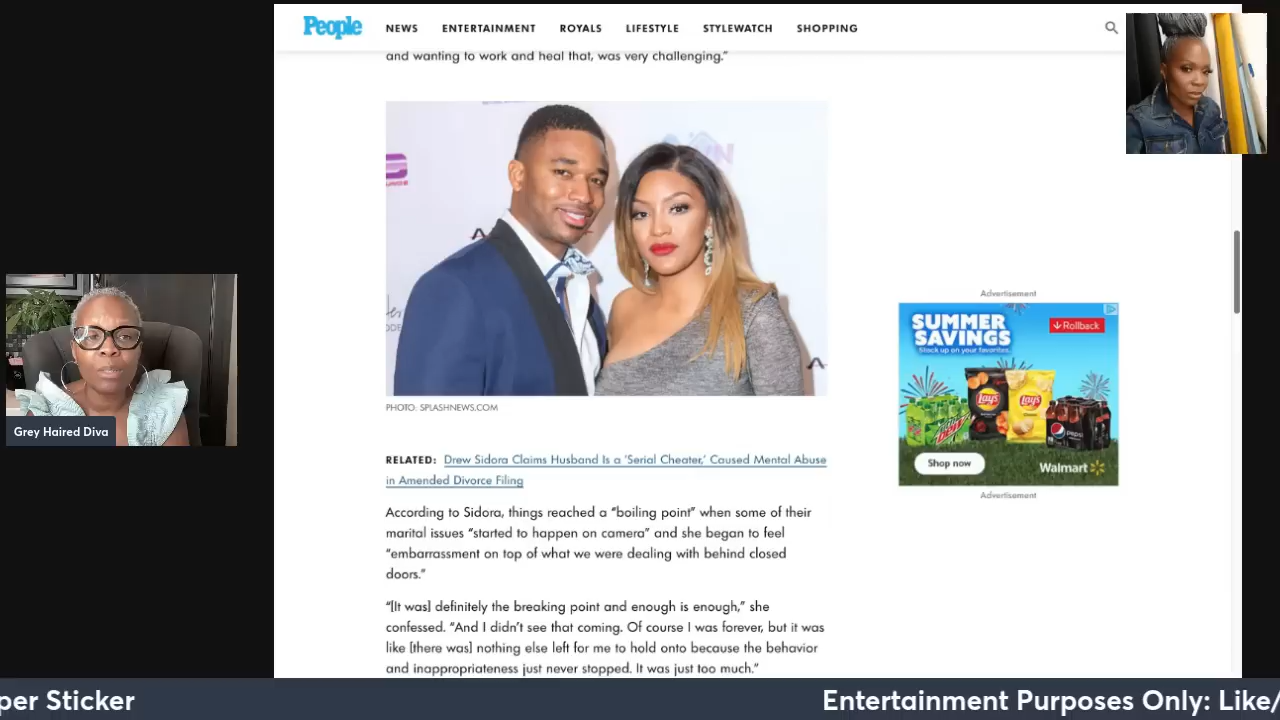 People
NEWS
ENTERTAINMENT
ROYALS
LIFESTYLE
STYLEWATCH
SHOPPING
and wanting to work and heal that, was very challenging."
PHOTO: SPLASHNEWS.COM
RELATED: Drew Sidora Claims Husband Is a 'Serial Cheater,' Caused Mental Abuse
in Amended Divorce Filing
According to Sidora, things reached a "boiling point" when some of their
marital issues "started to happen on camera" and she began to feel
"embarrassment on top of what we were dealing with behind closed
doors."
"[It was] definitely the breaking point and enough is enough," she
confessed. "And I didn't see that coming. Of course I was forever, but it was
like [there was] nothing else left for me to hold onto because the behavior
and inappropriateness just never stopped. It was just too much."
Advertisement
SUMMER
SAVINGS
Stock up on your favorites.
Rollback
Lay's
Lay's
pepsi
Shop now
Walmart
Advertisement
Grey Haired Diva
per Sticker
Entertainment Purposes Only: Like/